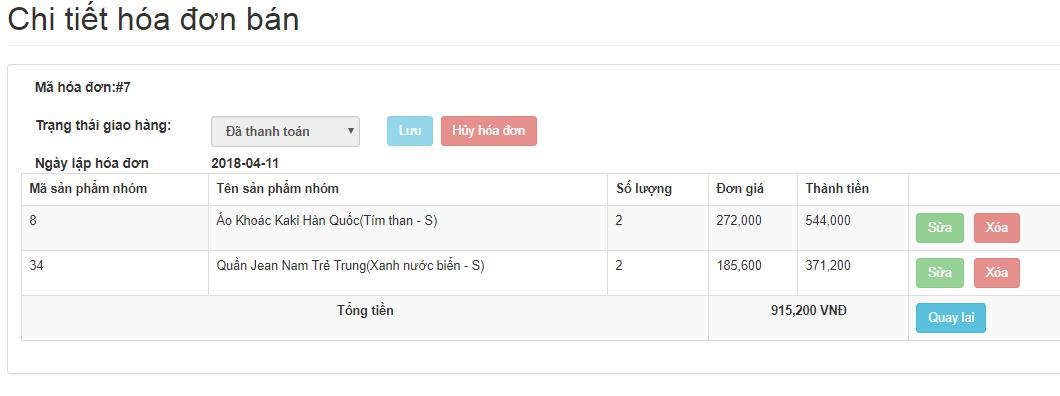 Chi tiết hóa đơn bán
Mã hóa đơn:#7
Trạng thái giao hàng: Đã thanh toán Lưu Hủy hóa đơn
Ngày lập hóa đơn 2018-04-11
Mã sản phẩm nhóm Tên sản phẩm nhóm Số lượng Đơn giá Thành tiền
8 Áo Khoác Kaki Hàn Quốc(Tím than - S) 2 272,000 544,000 Sửa Xóa
34 Quần Jean Nam Trẻ Trung(Xanh nước biển - S) 2 185,600 371,200 Sửa Xóa
Tổng tiền 915,200 VNĐ Quay lại